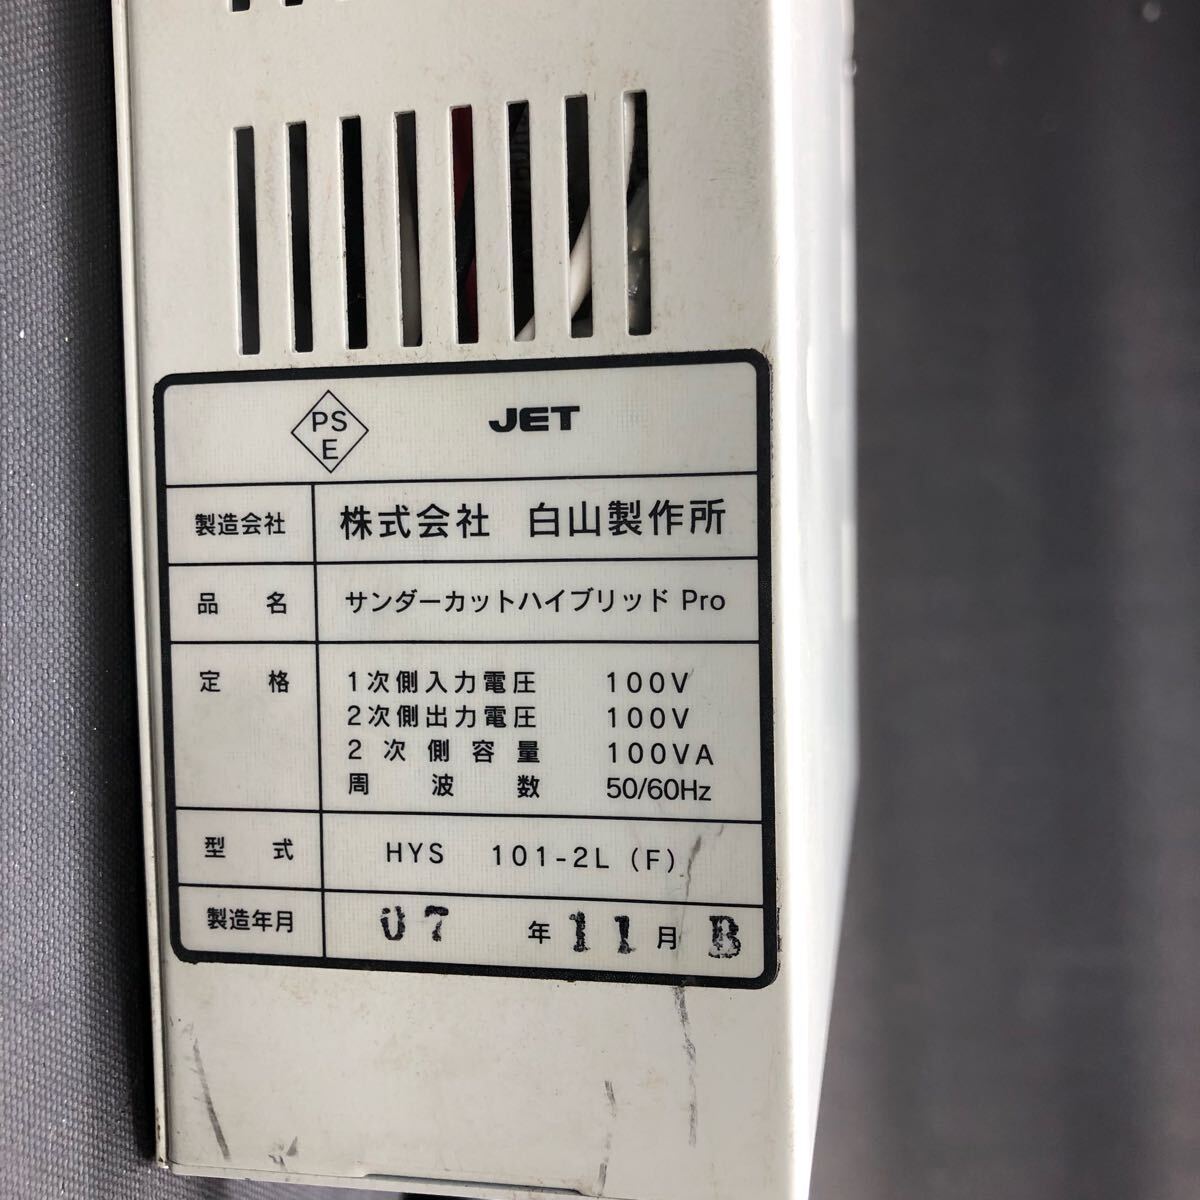 PS
E
JET
製造会社 株式会社 白山製作所
品名 サンダーカットハイブリッド Pro
定格 1次側入力電圧 100V
2次側出力電圧 100V
2次側容量 100VA
周波数 50/60Hz
型式 HYS 101-2L (F)
製造年月 07 年 11 月 B